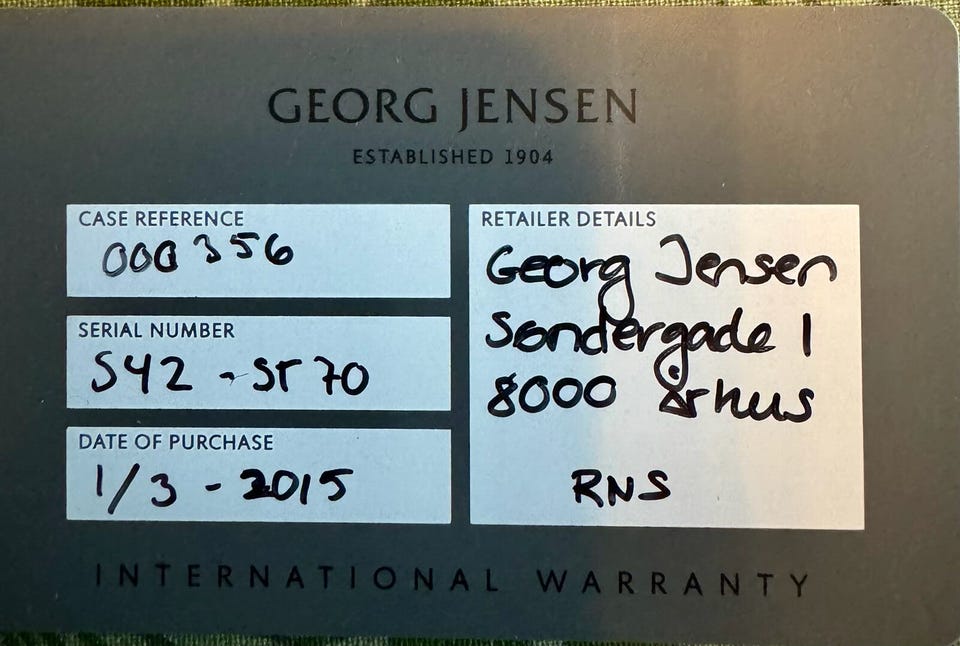 GEORG JENSEN
ESTABLISHED 1904
CASE REFERENCE
000356
SERIAL NUMBER
S42 - ST70
DATE OF PURCHASE
1/3 - 2015
RETAILER DETAILS
Georg Jensen
Søndergade 1
8000 Århus
RNS
INTERNATIONAL WARRANTY